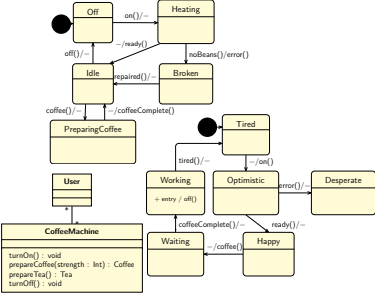 Off
on()/−
Heating
−/ready()
off()/−
noBeans()/error()
Idle
repaired()/−
Broken
coffee()/−
−/coffeeComplete()
PreparingCoffee
Tired
tired()/−
−/on()
User
Working
+ entry / off()
Optimistic
error()/−
Desperate
*
*
coffeeComplete()/−
ready()/−
CoffeeMachine
turnOn() : void
prepareCoffee(strength : Int) : Coffee
prepareTea() : Tea
turnOff() : void
Waiting
−/coffee()
Happy